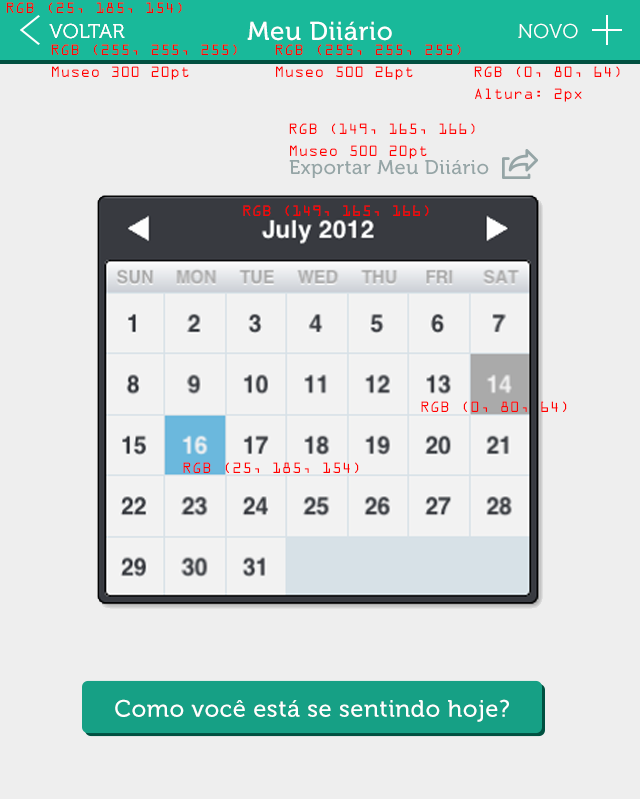 RGB (25, 185, 154)
VOLTAR
Meu Diiário
NOVO
RGB (255, 255, 255)
RGB (255, 255, 255)
Museo 300 20pt
Museo 500 26pt
RGB (0, 80, 64)
Altura: 2px
RGB (149, 165, 166)
Museo 500 20pt
Exportar Meu Diiário
RGB (149, 165, 166)
July 2012
SUN MON TUE WED THU FRI SAT
1 2 3 4 5 6 7
8 9 10 11 12 13 14
RGB (0, 80, 64)
15 16 17 18 19 20 21
RGB (25, 185, 154)
22 23 24 25 26 27 28
29 30 31
Como você está se sentindo hoje?